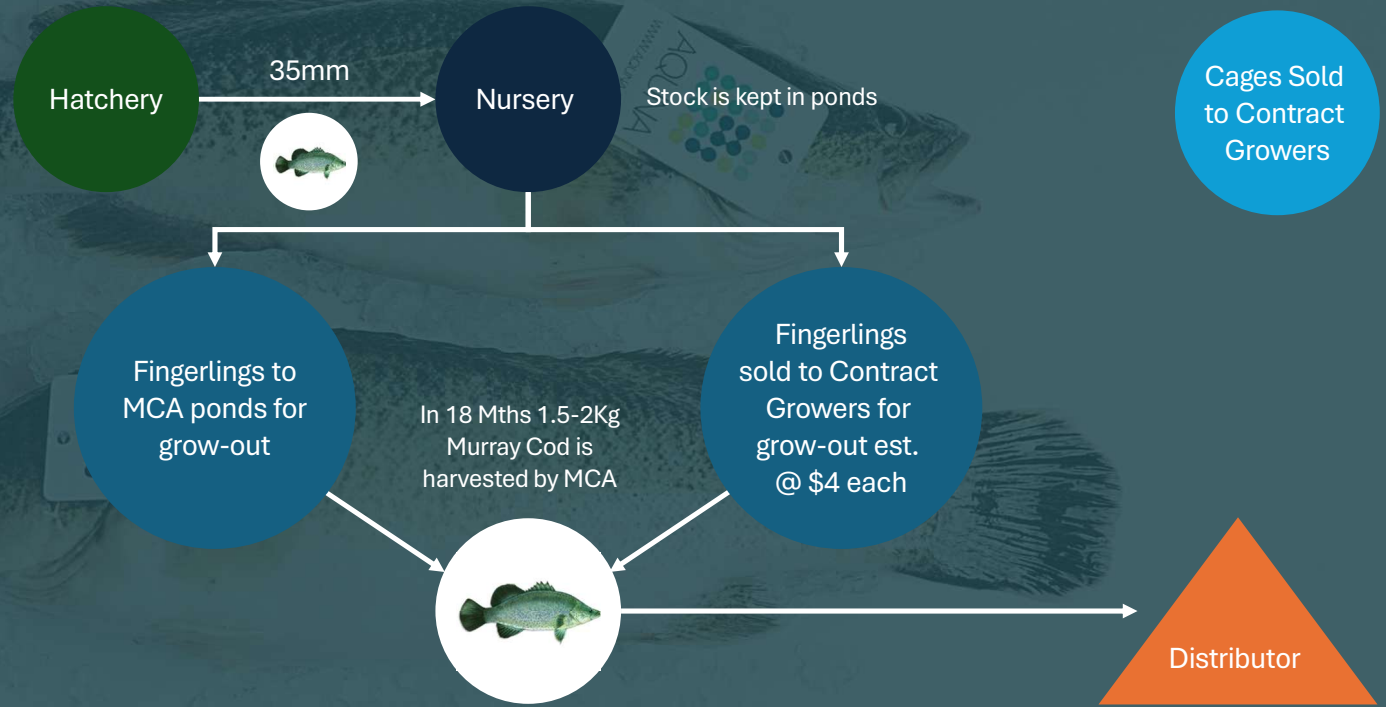 Hatchery
35mm
Nursery
Stock is kept in ponds
AQUNA
Cages Sold
to Contract
Growers
Fingerlings to
MCA ponds for
grow-out
In 18 Mths 1.5-2Kg
Murray Cod is
harvested by MCA
Fingerlings
sold to Contract
Growers for
grow-out est.
@ $4 each
Distributor